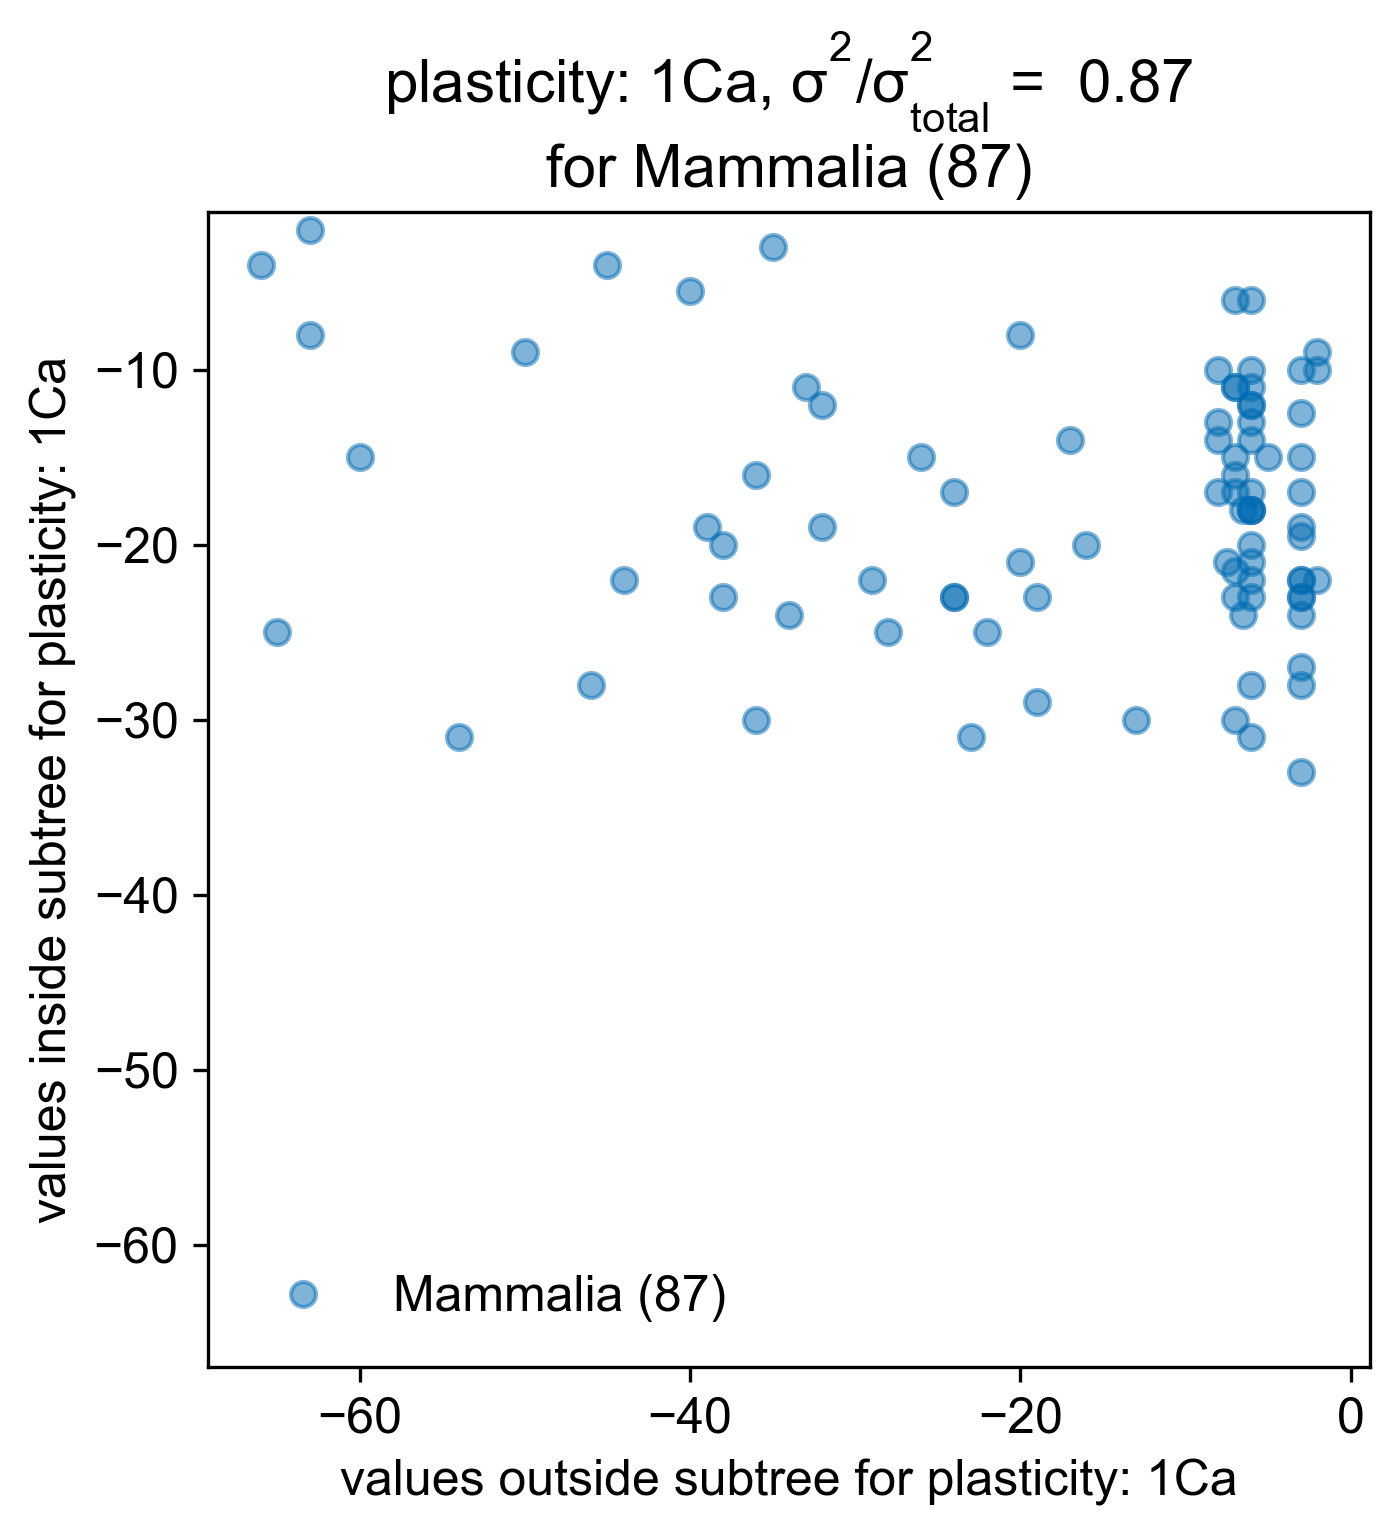 plasticity: 1Ca, σ²/σ²total = 0.87
for Mammalia (87)
values inside subtree for plasticity: 1Ca
−10
−20
−30
−40
−50
−60
Mammalia (87)
−60
−40
−20
0
values outside subtree for plasticity: 1Ca